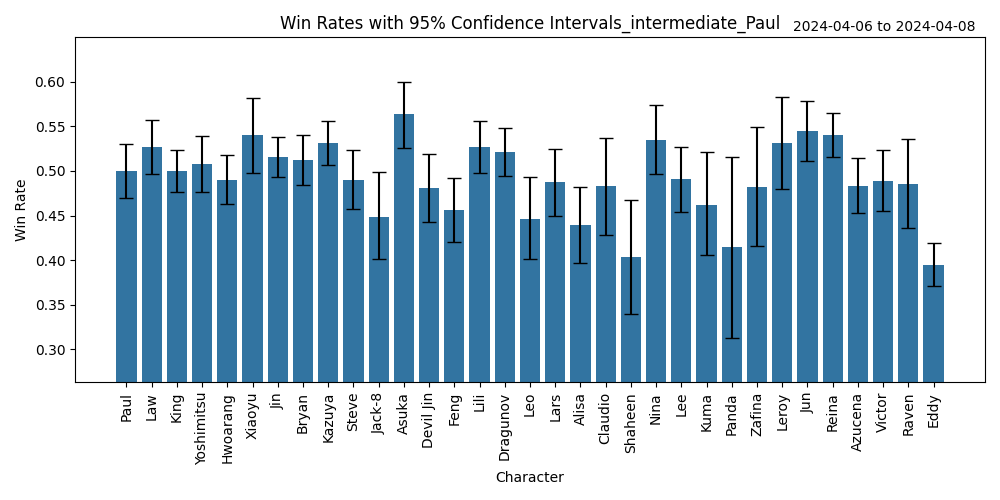 Win Rates with 95% Confidence Intervals_intermediate_Paul
2024-04-06 to 2024-04-08
Win Rate
0.60
0.55
0.50
0.45
0.40
0.35
0.30
Paul
Law
King
Yoshimitsu
Hwoarang
Xiaoyu
Jin
Bryan
Kazuya
Steve
Jack-8
Asuka
Devil Jin
Feng
Lili
Dragunov
Leo
Lars
Alisa
Claudio
Shaheen
Nina
Lee
Kuma
Panda
Zafina
Leroy
Jun
Reina
Azucena
Victor
Raven
Eddy
Character